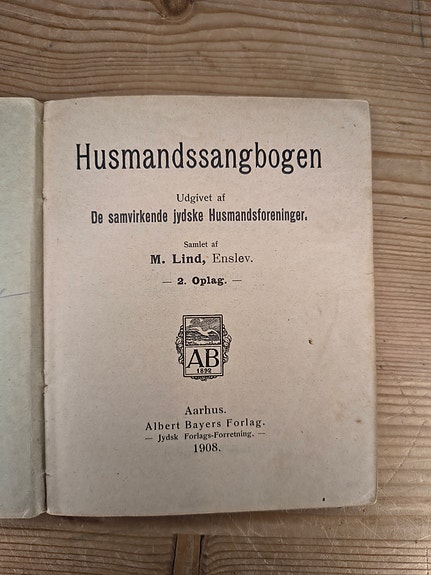 Husmandssangbogen
Udgivet af
De samvirkende jydske Husmandsforeninger.
Samlet af
M. Lind, Enslev.
— 2. Oplag. —
AB
1892
Aarhus.
Albert Bayers Forlag.
— Jydsk Forlags-Forretning. —
1908.